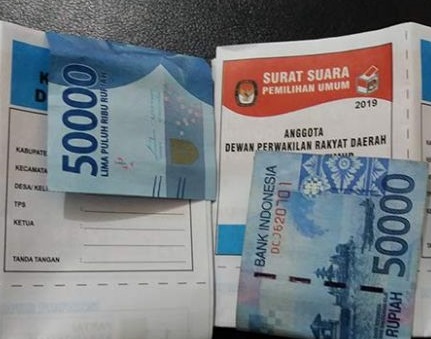 50000
LIMA PULUH RIBU RUPIAH
KABUPATE
KECAMATA
DESA/KEL
TPS
KETUA
TANDA TANGAN
SURAT SUARA
PEMILIHAN UMUM
2019
ANGGOTA
DEWAN PERWAKILAN RAKYAT DAERAH
BANK INDONESIA
50000
RUPIAH